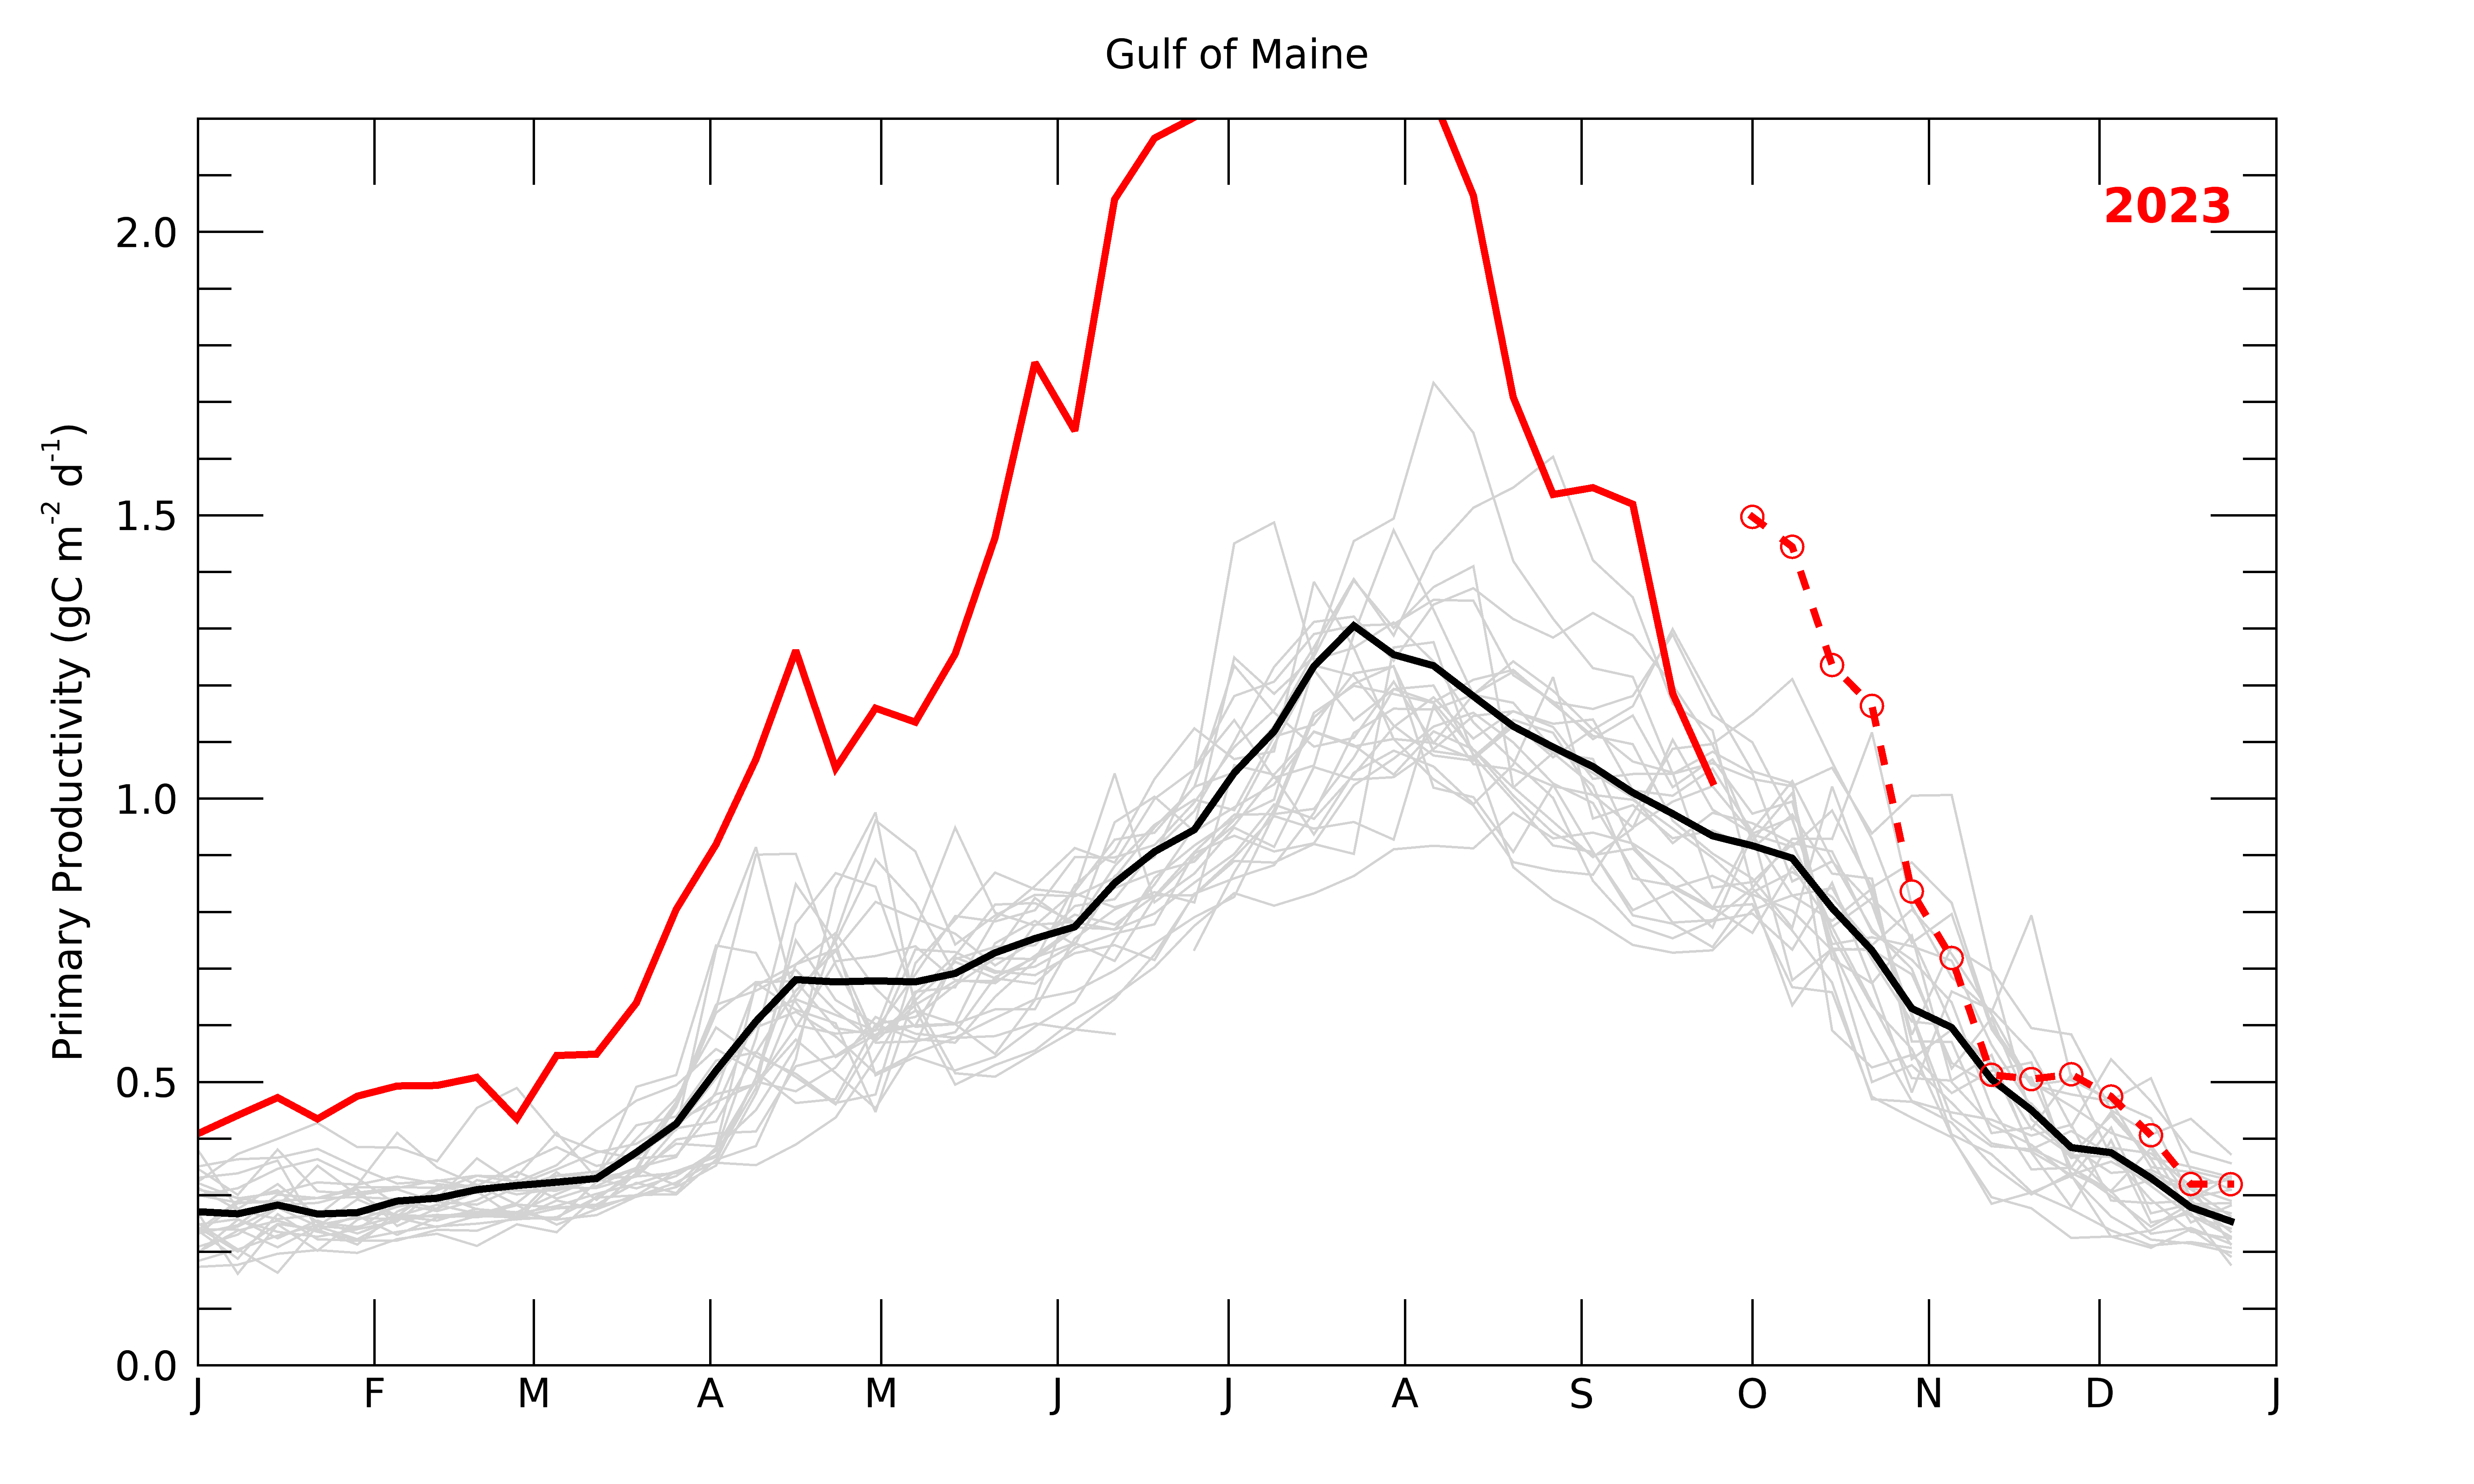 Gulf of Maine
2023
Primary Productivity (gC m⁻² d⁻¹)
2.0
1.5
1.0
0.5
0.0
J F M A M J J A S O N D J